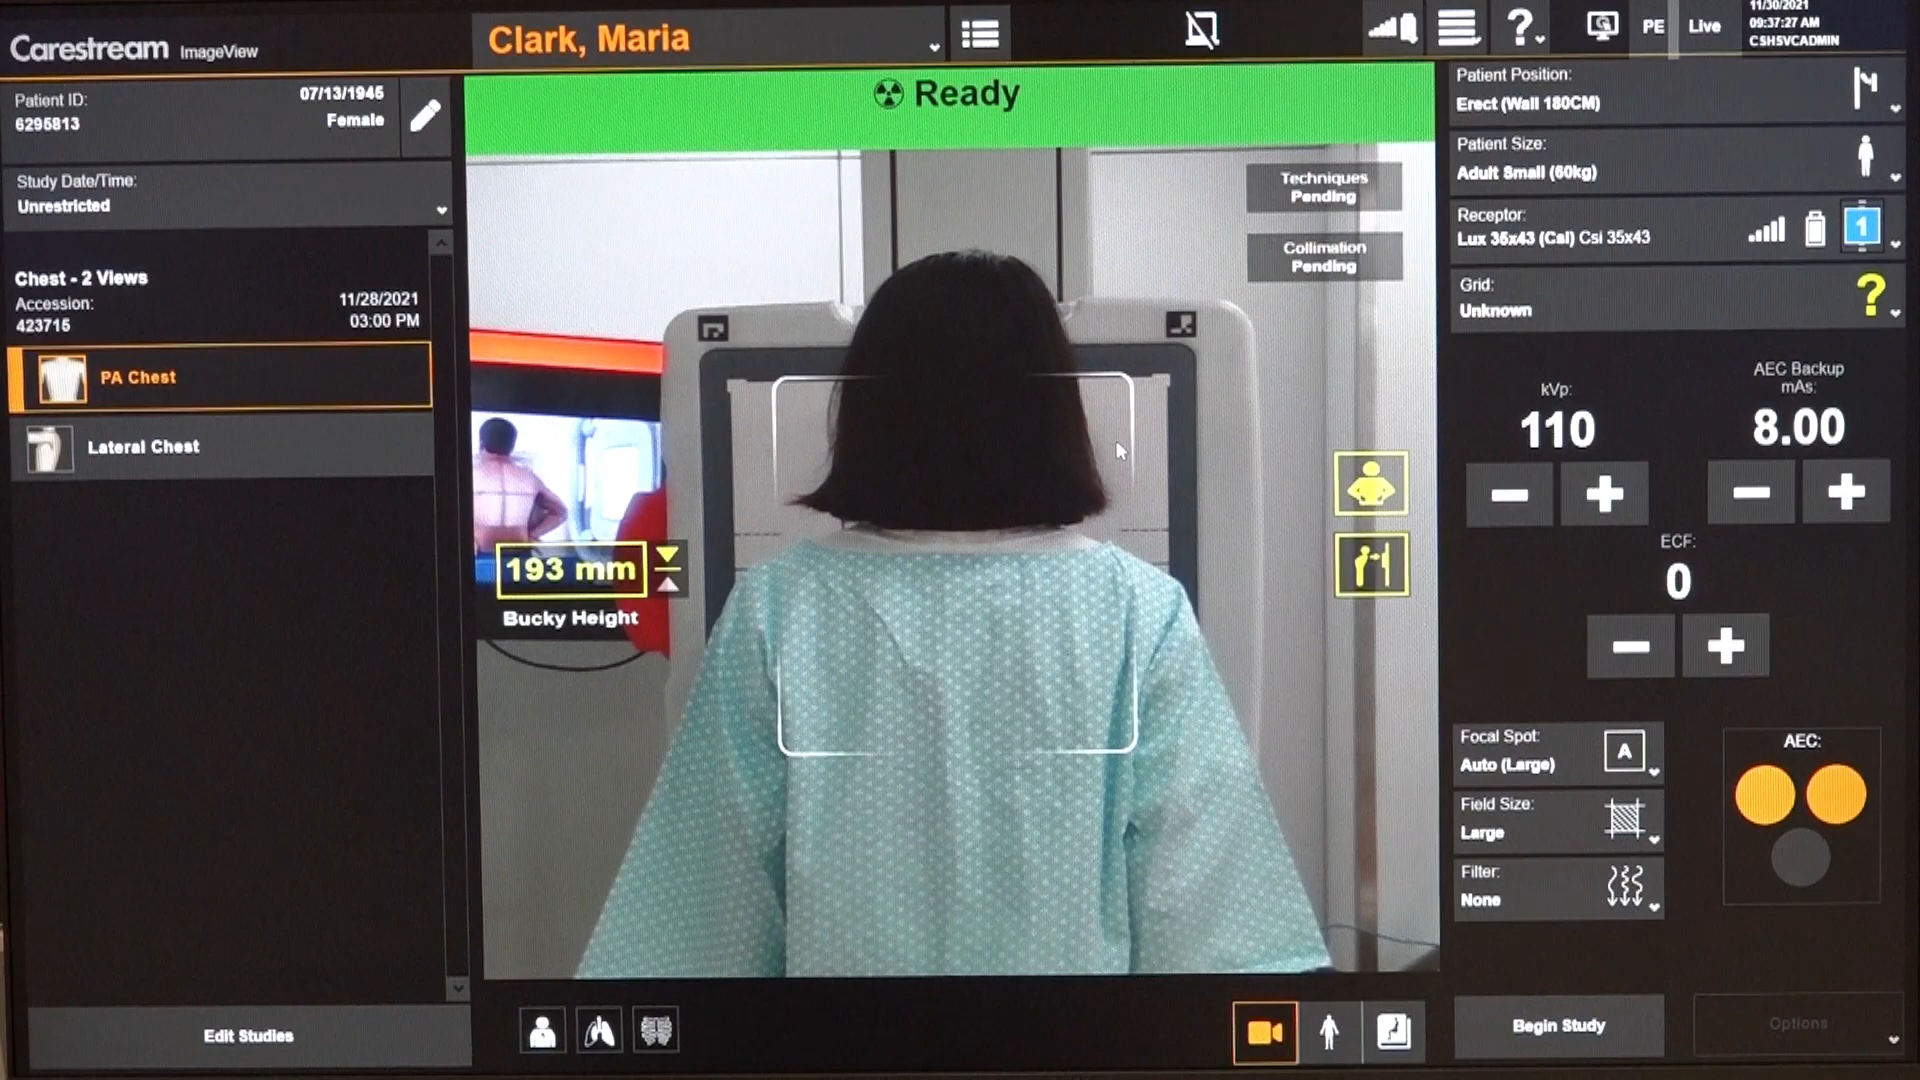 Carestream ImageView
Clark, Maria
PE
Live
11/30/2021
09:37:27 AM
CSHSVCADMIN
Patient ID:
6295813
07/13/1945
Female
Study Date/Time:
Unrestricted
Chest - 2 Views
Accession:
423715
11/28/2021
03:00 PM
PA Chest
Lateral Chest
Edit Studies
Ready
Techniques
Pending
Collimation
Pending
193 mm
Bucky Height
Patient Position:
Erect (Wall 180CM)
Patient Size:
Adult Small (60kg)
Receptor:
Lux 35x43 (Cal) Csi 35x43
1
Grid:
Unknown
?
kVp:
110
AEC Backup
mAs:
8.00
ECF:
0
Focal Spot:
Auto (Large)
A
Field Size:
Large
Filter:
None
AEC:
Begin Study
Options